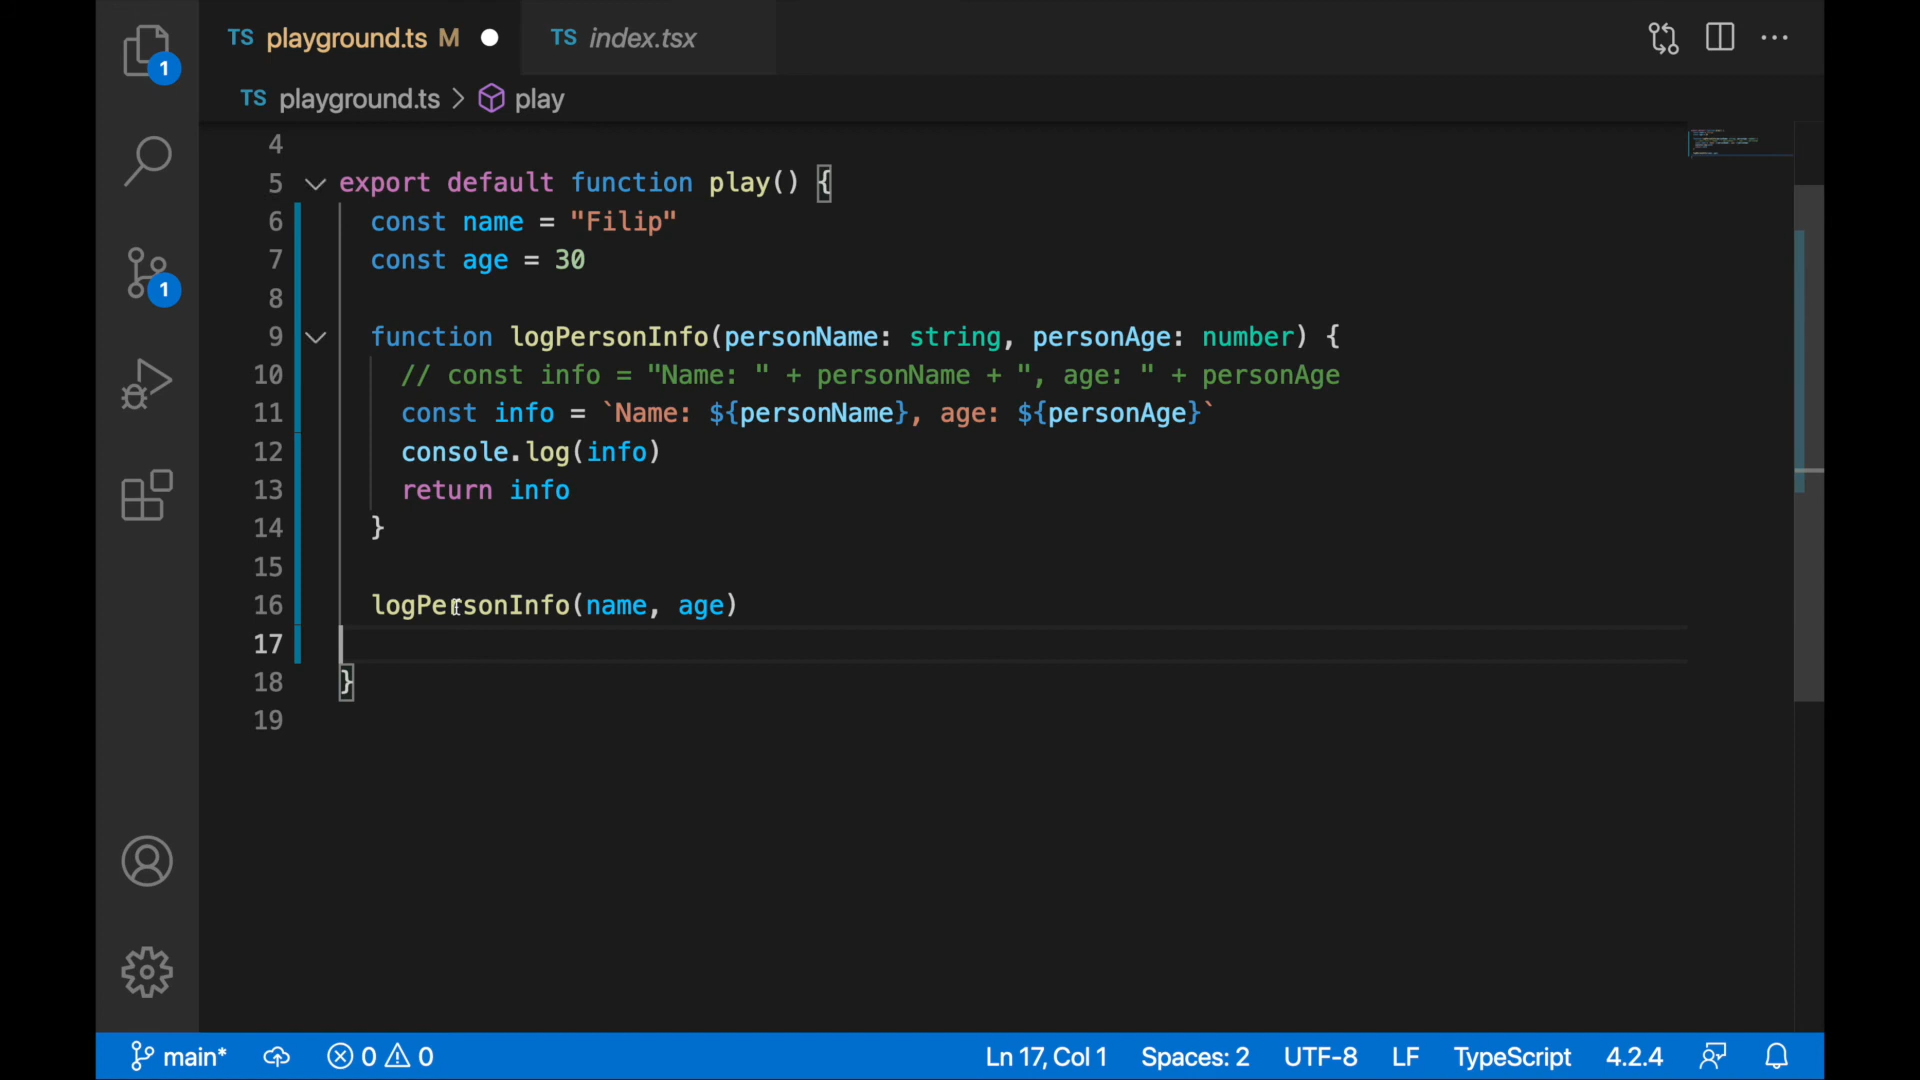 TS playground.ts M TS index.tsx
1
TS playground.ts > play
4
5 export default function play() {
6 const name = "Filip"
7 const age = 30
8
9 function logPersonInfo(personName: string, personAge: number) {
10 // const info = "Name: " + personName + ", age: " + personAge
11 const info = `Name: ${personName}, age: ${personAge}`
12 console.log(info)
13 return info
14 }
15
16 logPersonInfo(name, age)
17
18 }
19
1
main* 0 0 Ln 17, Col 1 Spaces: 2 UTF-8 LF TypeScript 4.2.4